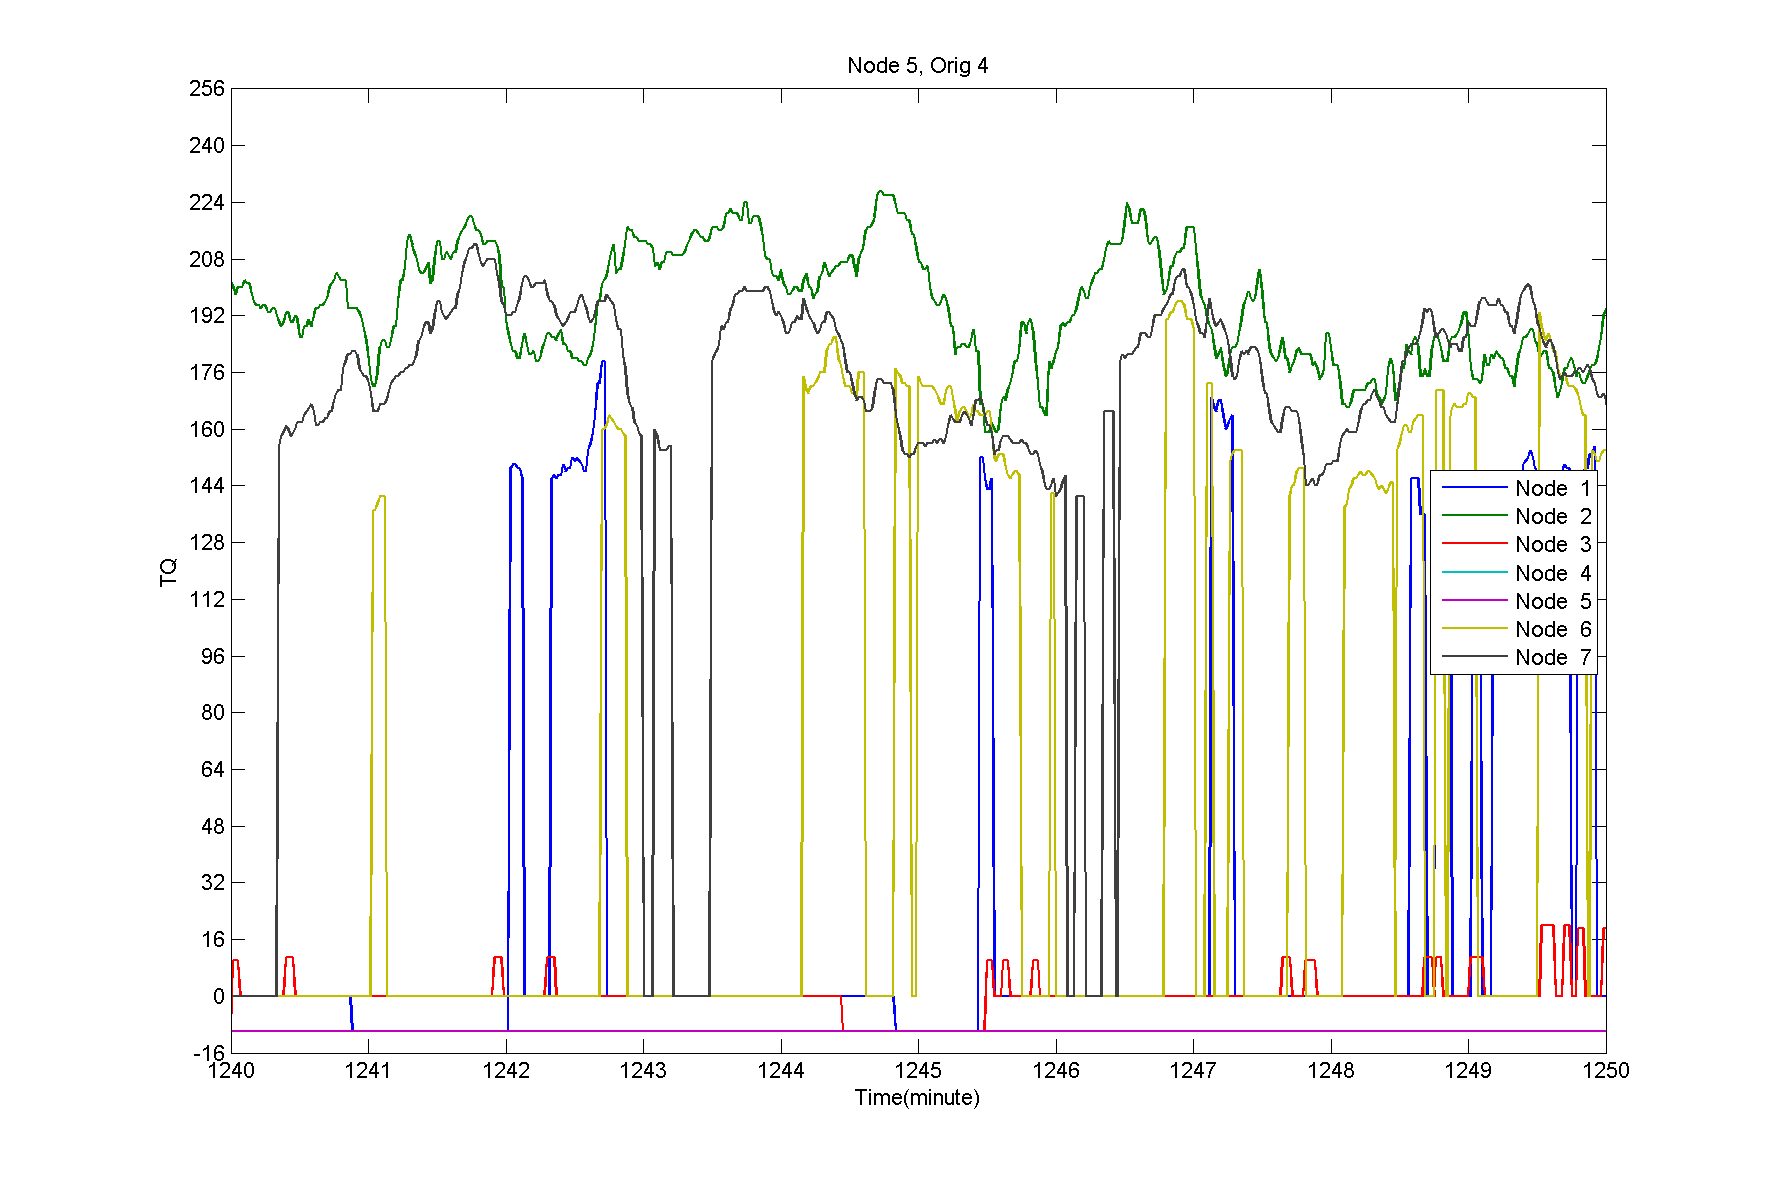 Node 5, Orig 4
256
240
224
208
192
176
160
144
128
112
96
80
64
48
32
16
0
-16
TQ
Node 1
Node 2
Node 3
Node 4
Node 5
Node 6
Node 7
1240 1241 1242 1243 1244 1245 1246 1247 1248 1249 1250
Time(minute)